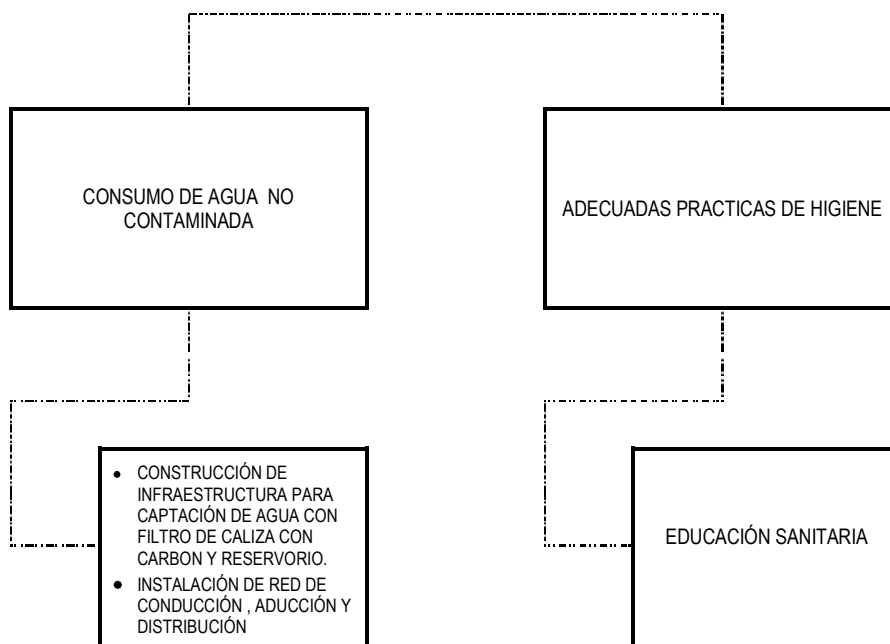 CONSUMO DE AGUA NO
CONTAMINADA
ADECUADAS PRACTICAS DE HIGIENE
• CONSTRUCCIÓN DE
INFRAESTRUCTURA PARA
CAPTACIÓN DE AGUA CON
FILTRO DE CALIZA CON
CARBON Y RESERVORIO.
• INSTALACIÓN DE RED DE
CONDUCCIÓN , ADUCCIÓN Y
DISTRIBUCIÓN
EDUCACIÓN SANITARIA